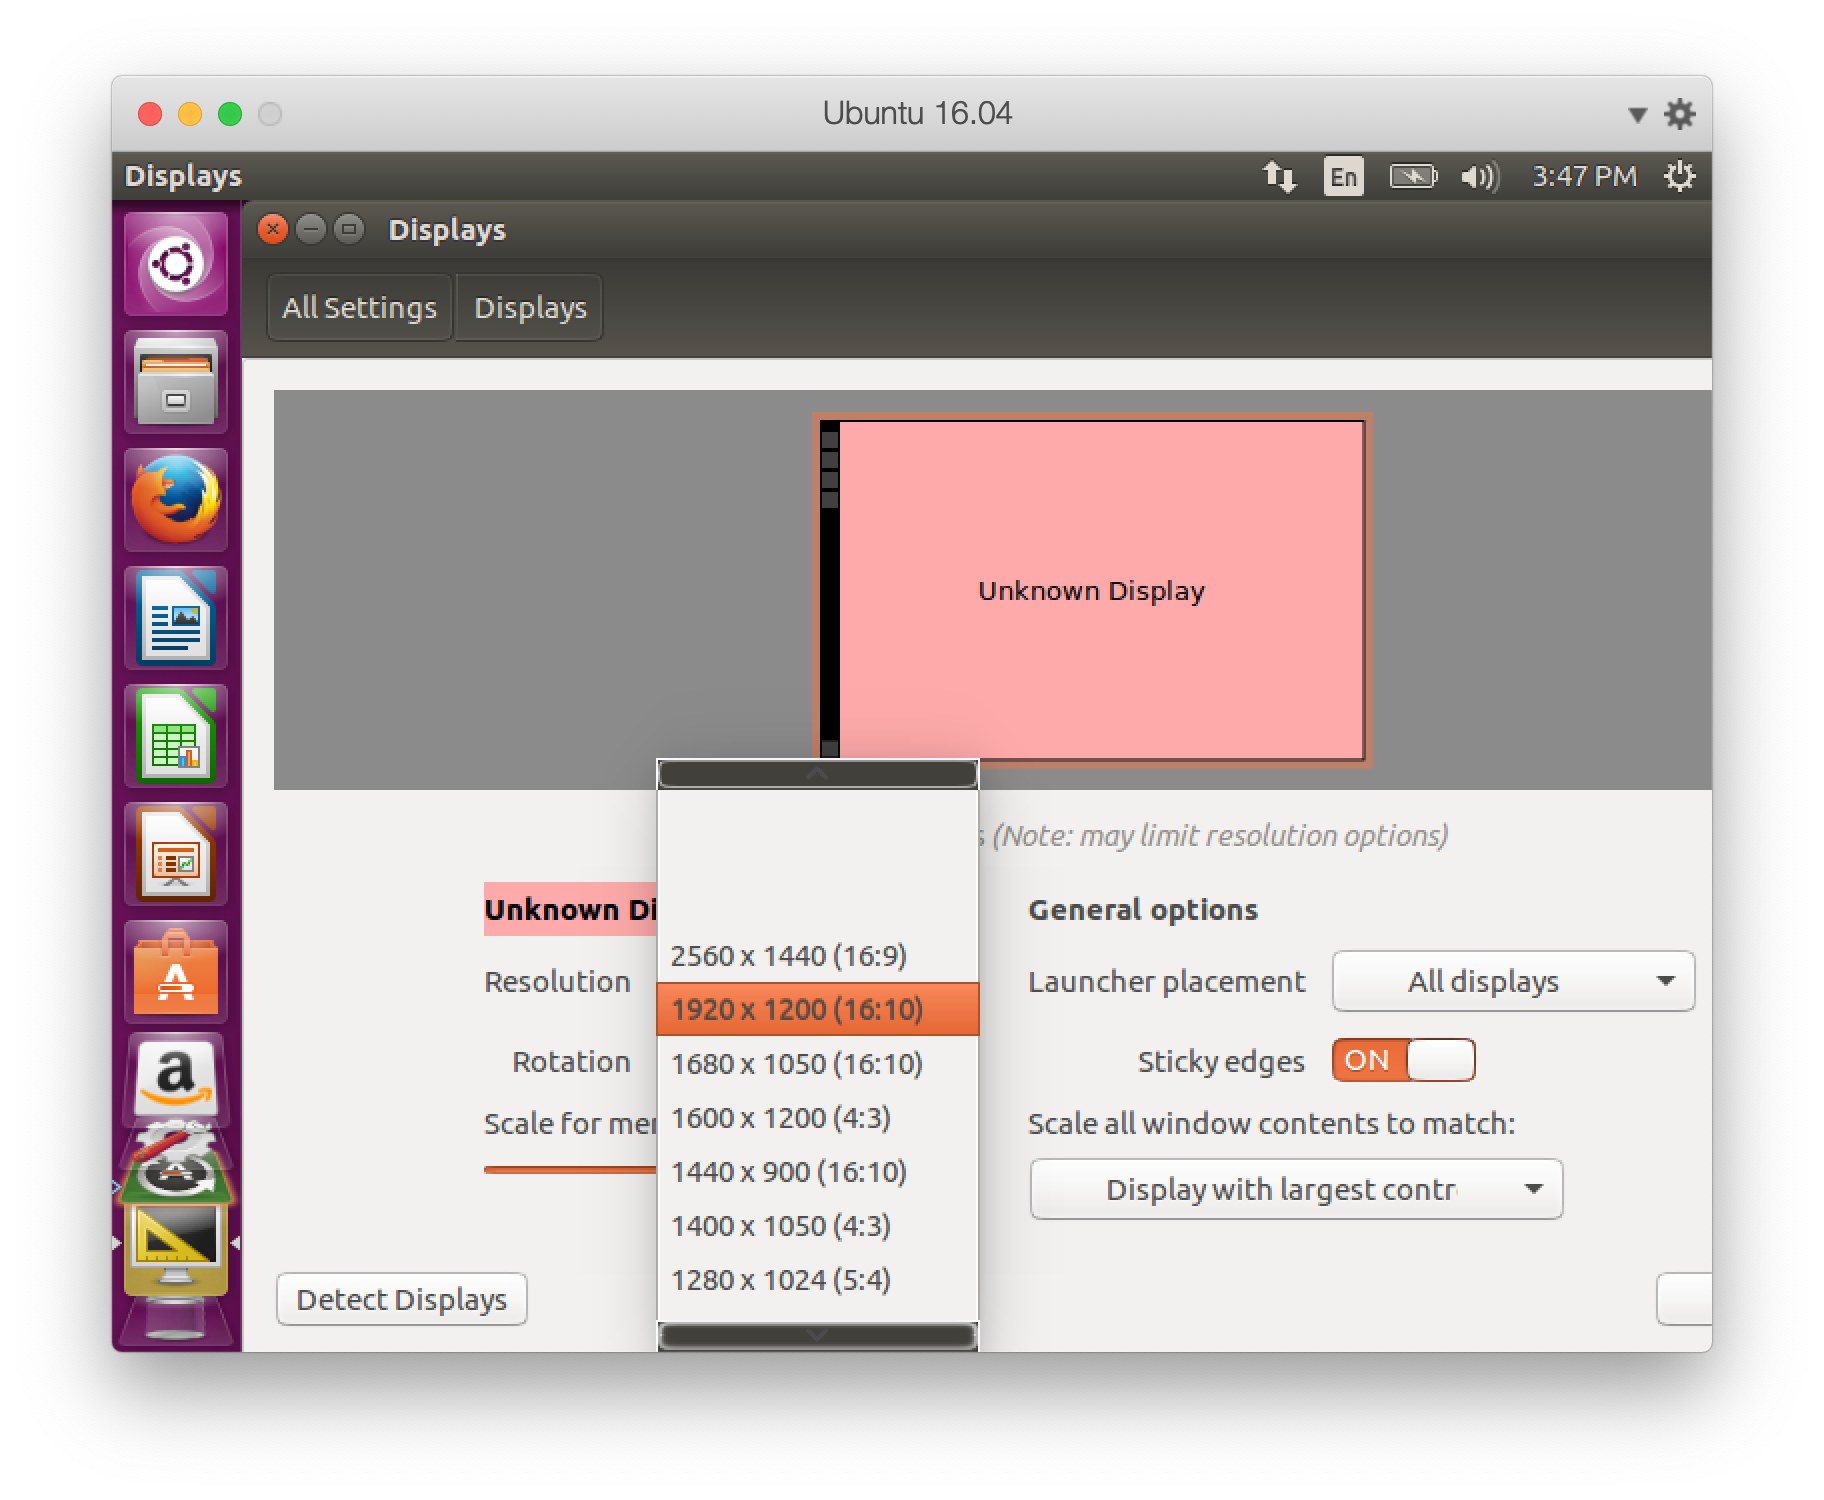 Ubuntu 16.04
Displays
En
3:47 PM
Displays
All Settings
Displays
Unknown Display
(Note: may limit resolution options)
Unknown Di
General options
2560 x 1440 (16:9)
Resolution
1920 x 1200 (16:10)
Launcher placement
All displays
Rotation
1680 x 1050 (16:10)
Sticky edges
ON
Scale for mer
1600 x 1200 (4:3)
Scale all window contents to match:
1440 x 900 (16:10)
Display with largest contr
1400 x 1050 (4:3)
1280 x 1024 (5:4)
Detect Displays
a